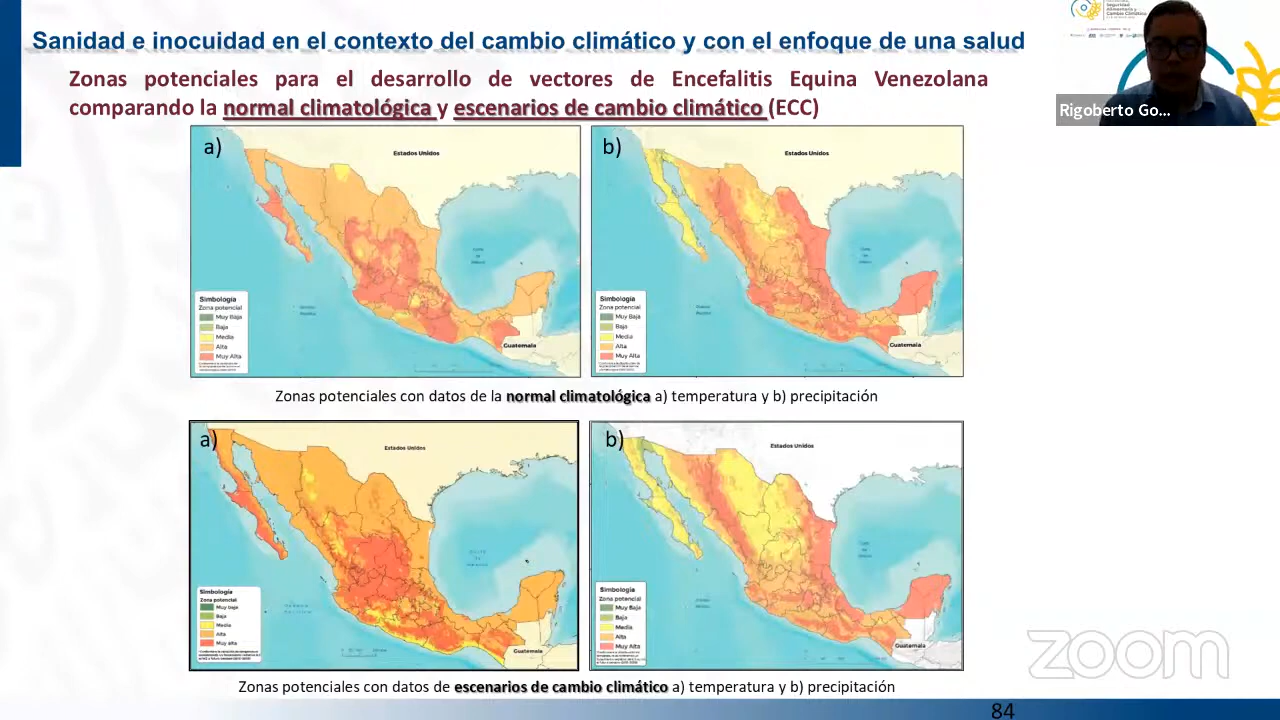 Sanidad e inocuidad en el contexto del cambio climático y con el enfoque de una salud
Seguridad
Alimentaria y
Cambio Climático
Rigoberto Go...
Zonas potenciales para el desarrollo de vectores de Encefalitis Equina Venezolana
comparando la normal climatológica y escenarios de cambio climático (ECC)
a)
Estados Unidos
Guatemala
Simbología
Zona potencial
Muy Baja
Baja
Media
Alta
Muy Alta
b)
Estados Unidos
Guatemala
Simbología
Zona potencial
Muy Baja
Baja
Media
Alta
Muy Alta
Zonas potenciales con datos de la normal climatológica a) temperatura y b) precipitación
a)
Estados Unidos
Guatemala
Simbología
Zona potencial
Muy baja
Baja
Media
Alta
Muy alta
b)
Estados Unidos
Guatemala
Simbología
Zona potencial
Muy Baja
Baja
Media
Alta
Muy Alta
zoom
Zonas potenciales con datos de escenarios de cambio climático a) temperatura y b) precipitación
84